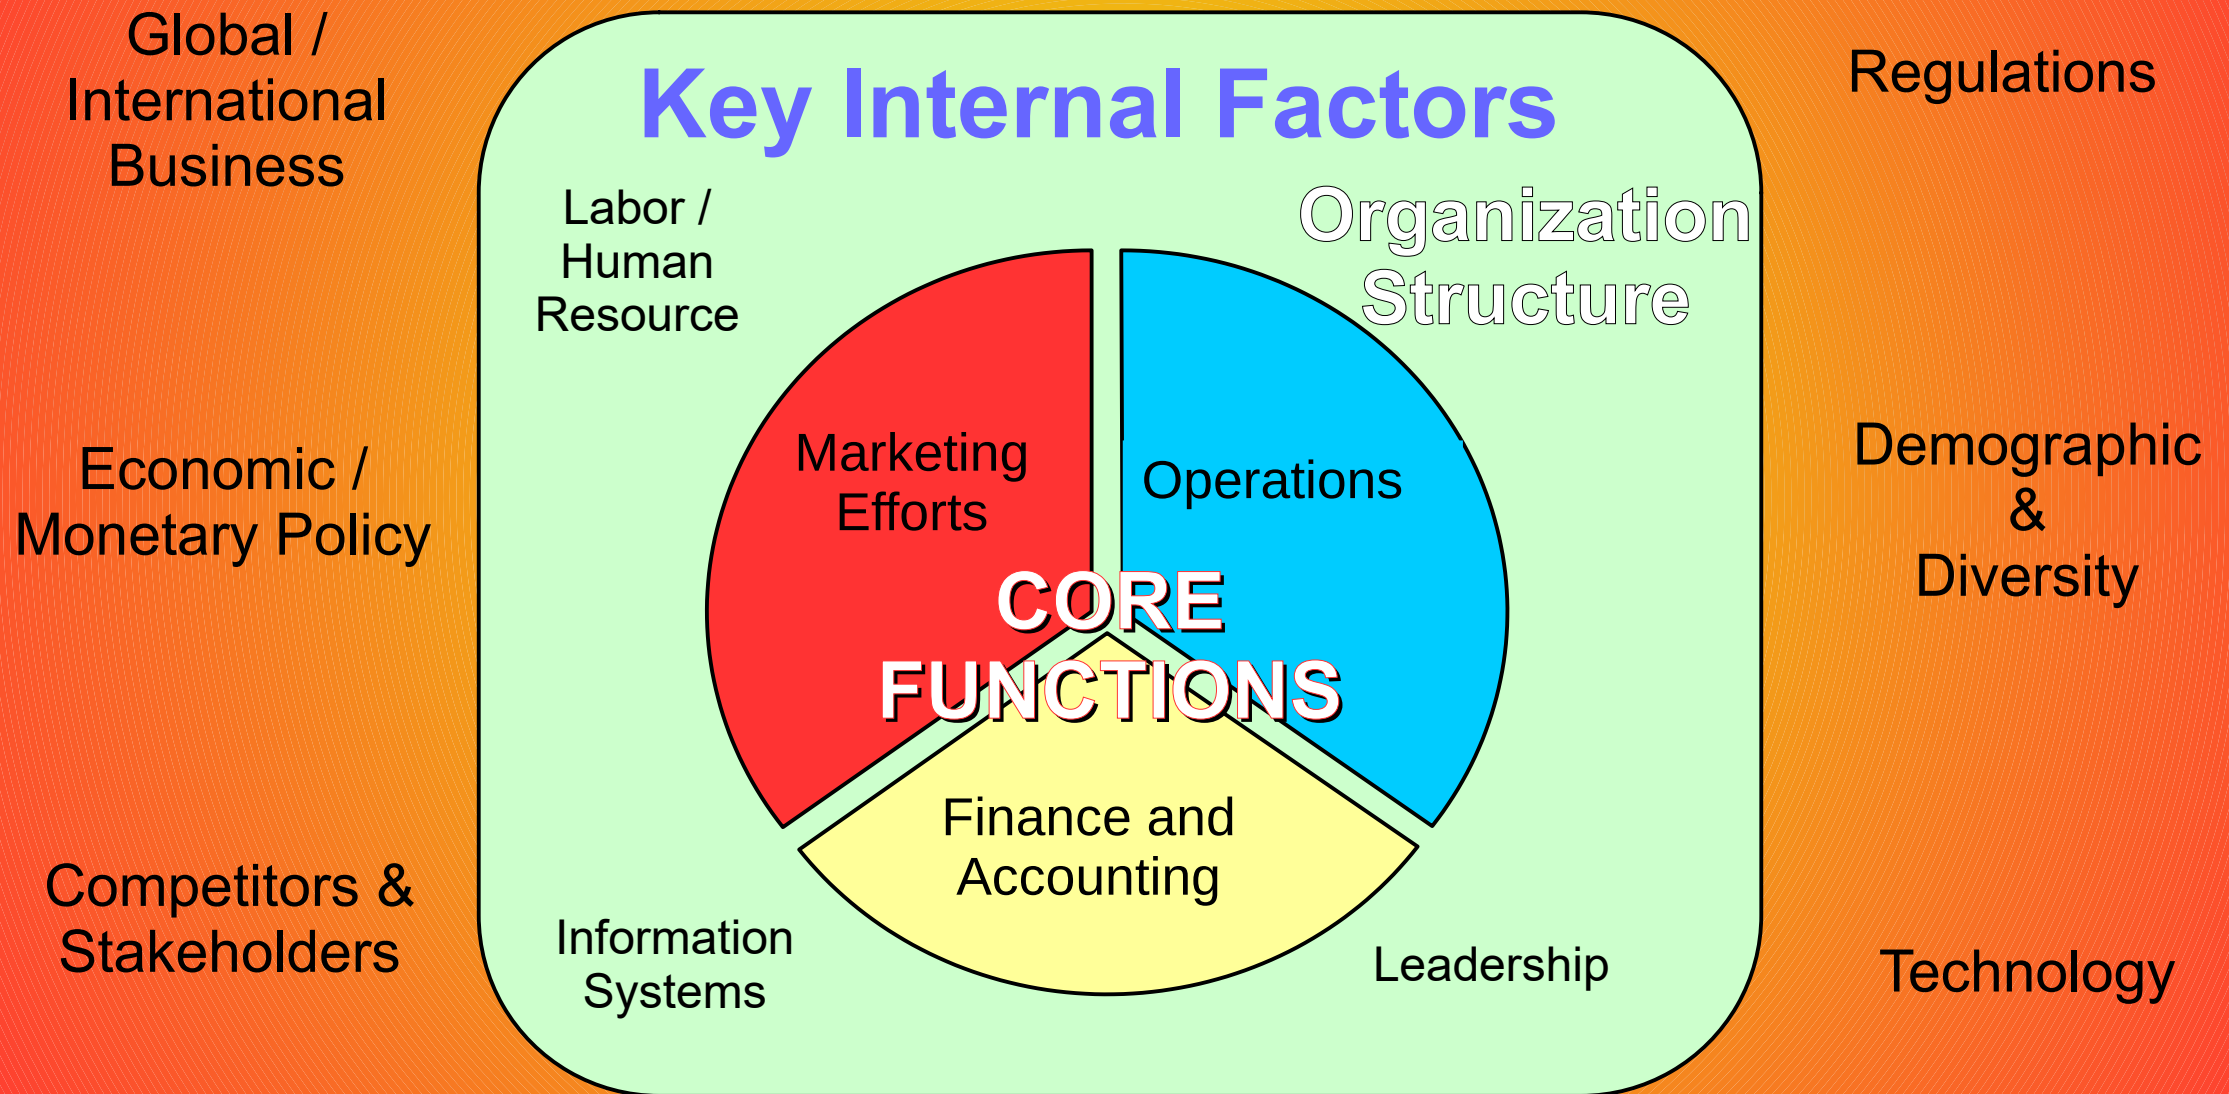 Global /
International
Business
Economic /
Monetary Policy
Competitors &
Stakeholders
Key Internal Factors
Labor /
Human
Resource
Organization
Structure
Marketing
Efforts
Operations
CORE
FUNCTIONS
Finance and
Accounting
Information
Systems
Leadership
Regulations
Demographic
&
Diversity
Technology